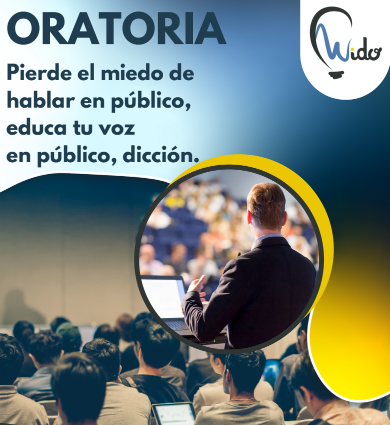 ORATORIA
Wido
Pierde el miedo de
hablar en público,
educa tu voz
en público, dicción.